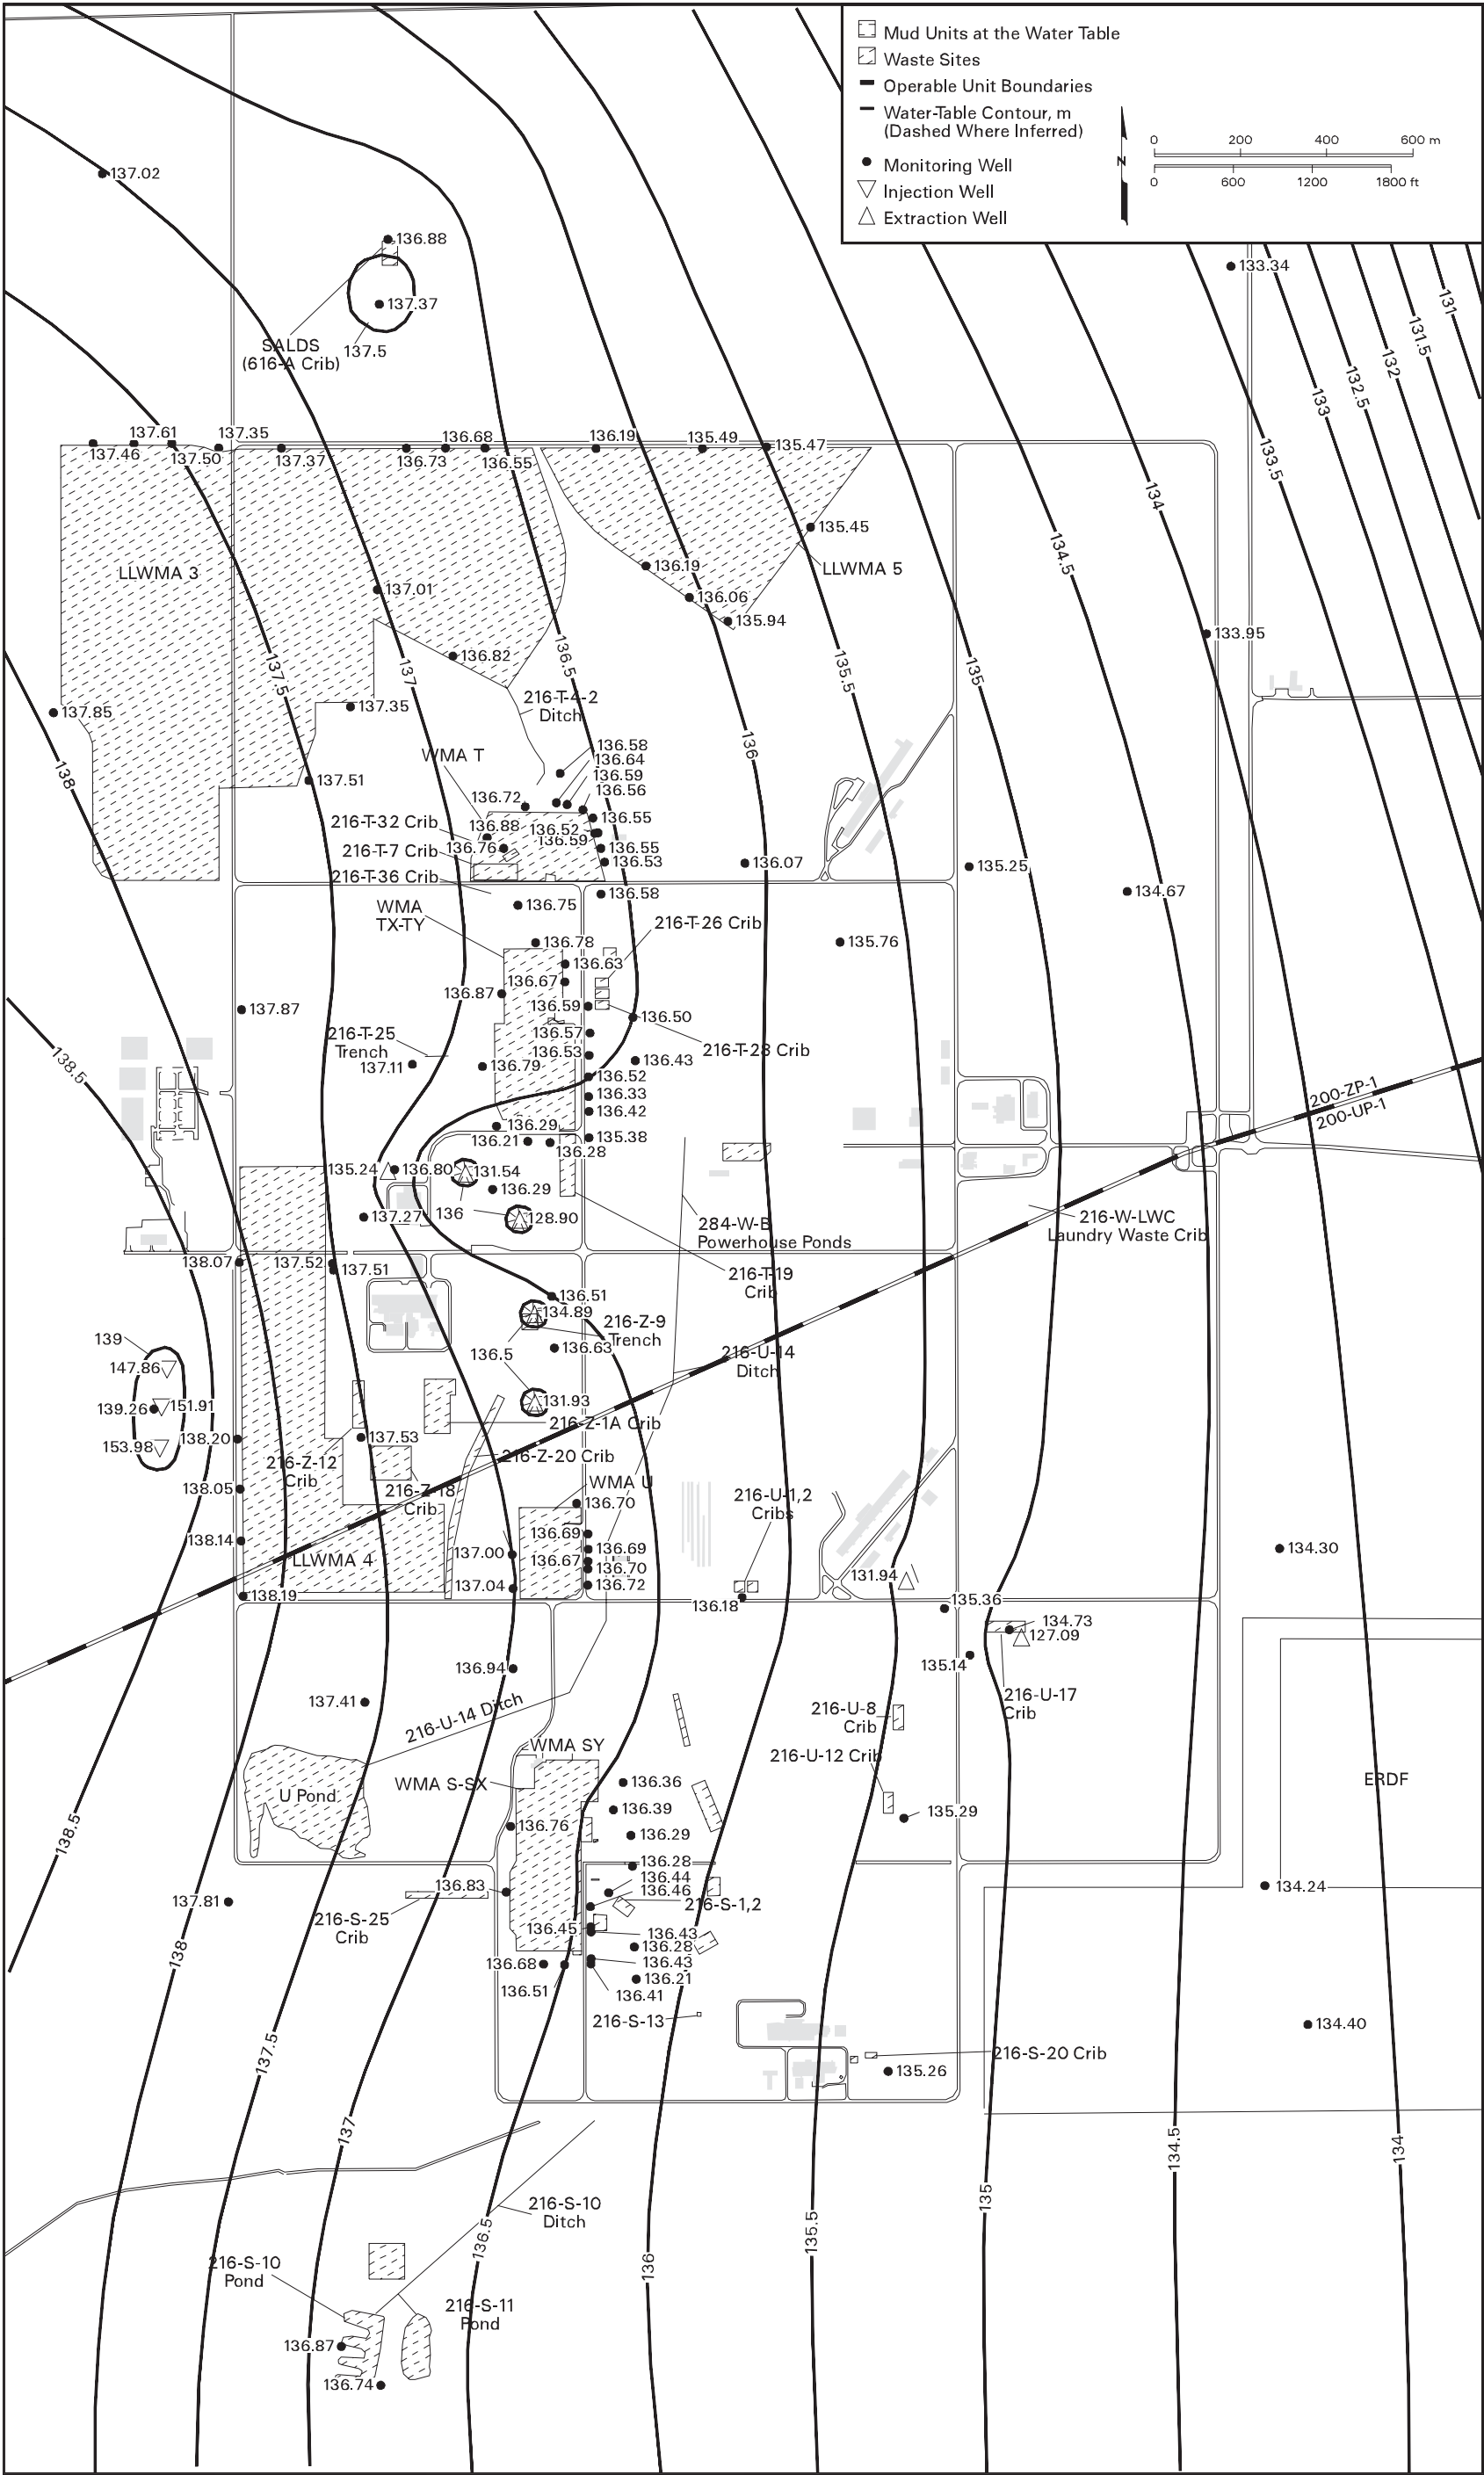 Mud Units at the Water Table
Waste Sites
Operable Unit Boundaries
Water-Table Contour, m
(Dashed Where Inferred)
Monitoring Well
Injection Well
Extraction Well
N
0 200 400 600 m
0 600 1200 1800 ft
137.02
136.88
137.37
137.5
SALDS
(616-A Crib)
133.34
131
131.5
132
132.5
133
133.5
134
134.5
137.61
137.46
137.50
137.35
137.37
136.68
136.73
136.55
136.19
135.49
135.47
135.45
LLWMA 5
LLWMA 3
136.19
136.06
135.94
137.01
136.82
133.95
137.5
137
136.5
136
135.5
135
137.85
137.35
216-T-4-2
Ditch
138
137.51
WMA T
136.58
136.64
136.59
136.56
136.72
136.55
216-T-32 Crib
136.88
136.52
136.59
216-T-7 Crib
136.76
136.55
136.53
136.07
135.25
216-T-36 Crib
136.58
134.67
WMA
TX-TY
136.75
216-T-26 Crib
136.78
135.76
136.63
136.67
136.87
137.87
136.59
136.50
216-T-25
Trench
136.57
216-T-28 Crib
137.11
136.53
136.43
136.79
136.52
138.5
136.33
136.42
200-ZP-1
200-UP-1
136.29
136.21
135.38
136.28
135.24
136.80
131.54
136.29
137.27
136
128.90
284-W-B
Powerhouse Ponds
216-W-LWC
Laundry Waste Crib
138.07
137.52
137.51
216-T-19
Crib
136.51
134.89
216-Z-9
Trench
139
136.5
136.63
216-U-14
Ditch
147.86
139.26
151.91
131.93
216-Z-1A Crib
153.98
138.20
137.53
216-Z-12
Crib
216-Z-20 Crib
138.05
216-Z-18
Crib
WMA U
136.70
216-U-1,2
Cribs
138.14
136.69
136.69
137.00
136.67
136.70
134.30
LLWMA 4
137.04
136.72
131.94
138.19
136.18
135.36
134.73
127.09
136.94
135.14
137.41
216-U-14 Ditch
216-U-8
Crib
216-U-17
Crib
WMA SY
216-U-12 Crib
WMA S-SX
136.36
ERDF
U Pond
136.39
135.29
138.5
136.76
136.29
136.28
136.83
136.44
136.46
134.24
137.81
216-S-1,2
216-S-25
Crib
136.45
136.43
136.28
138
136.68
136.43
136.21
136.51
136.41
216-S-13
134.40
137.5
216-S-20 Crib
135.26
137
134.5
134
135
216-S-10
Ditch
136.5
135.5
136
216-S-10
Pond
216-S-11
Pond
136.87
136.74